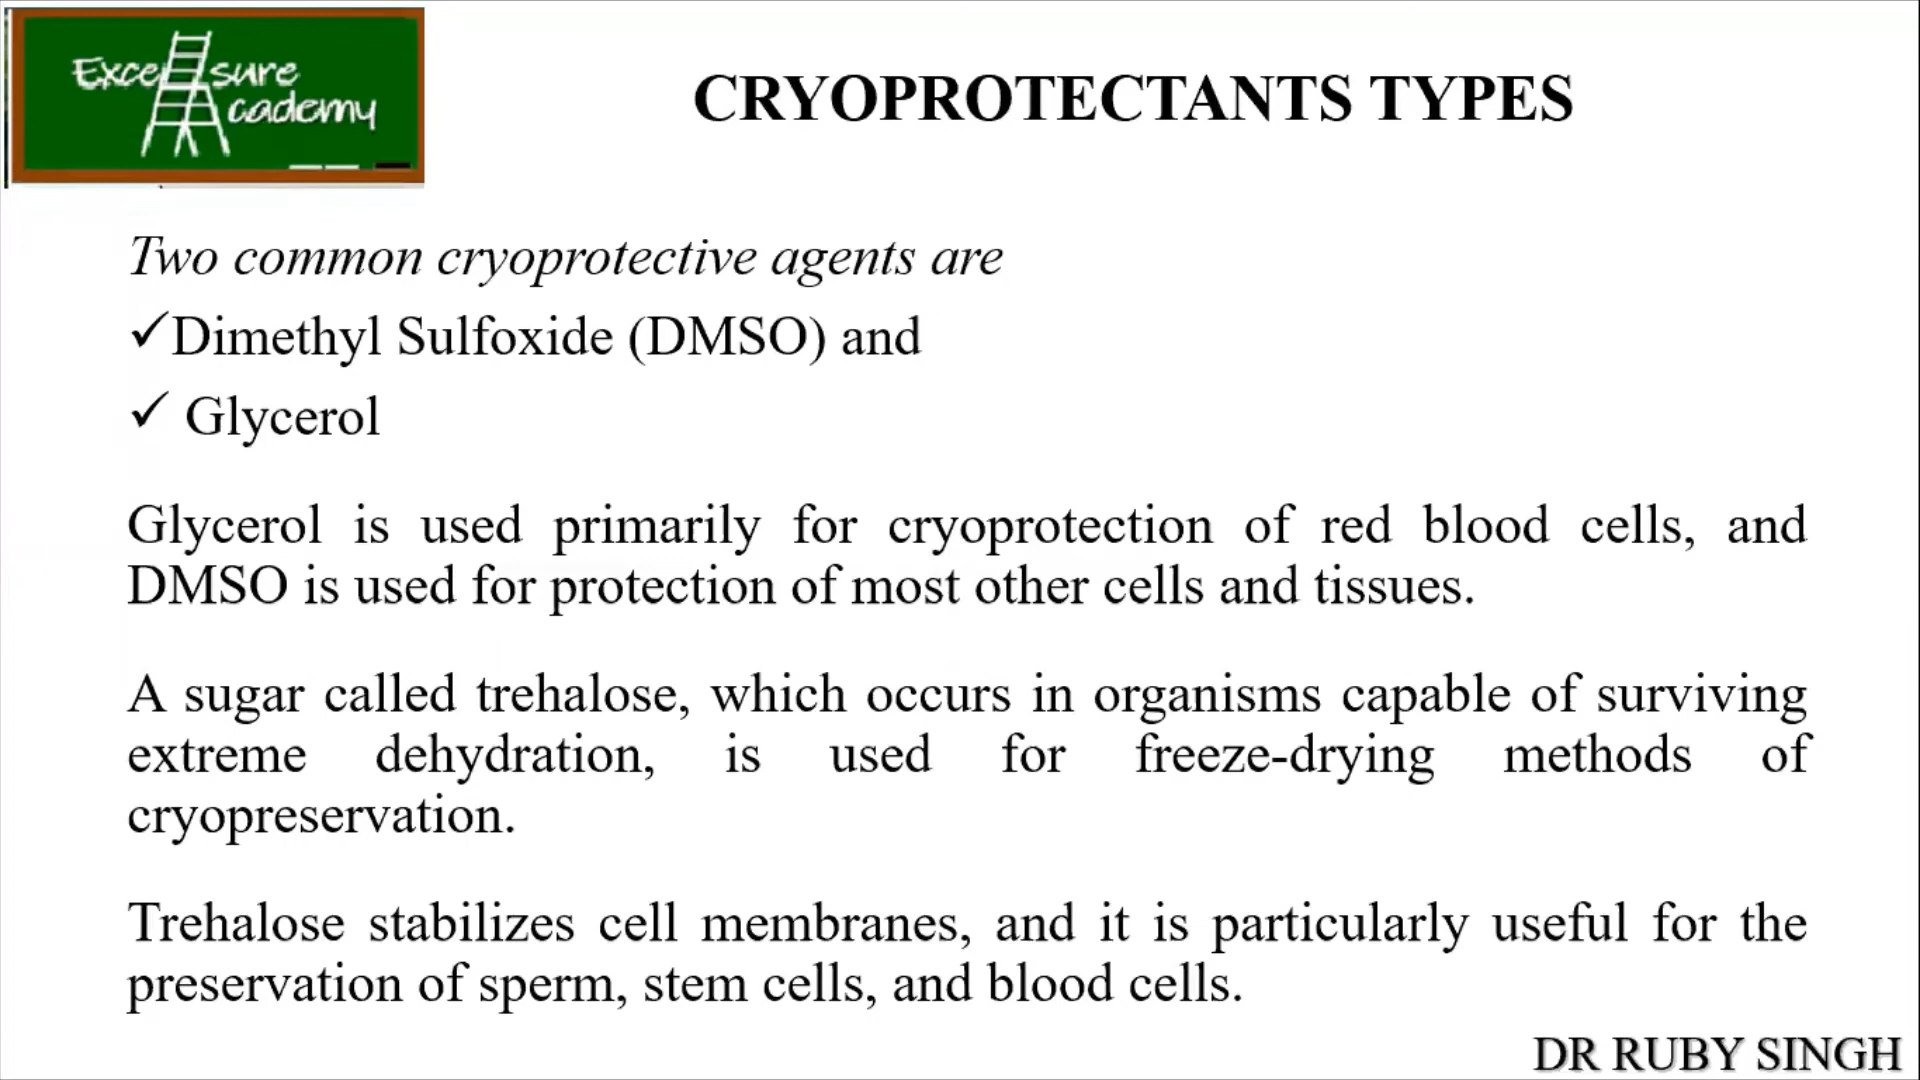 Excel sure
Academy
CRYOPROTECTANTS TYPES
Two common cryoprotective agents are
✓Dimethyl Sulfoxide (DMSO) and
✓ Glycerol
Glycerol is used primarily for cryoprotection of red blood cells, and
DMSO is used for protection of most other cells and tissues.
A sugar called trehalose, which occurs in organisms capable of surviving
extreme dehydration, is used for freeze-drying methods of
cryopreservation.
Trehalose stabilizes cell membranes, and it is particularly useful for the
preservation of sperm, stem cells, and blood cells.
DR RUBY SINGH